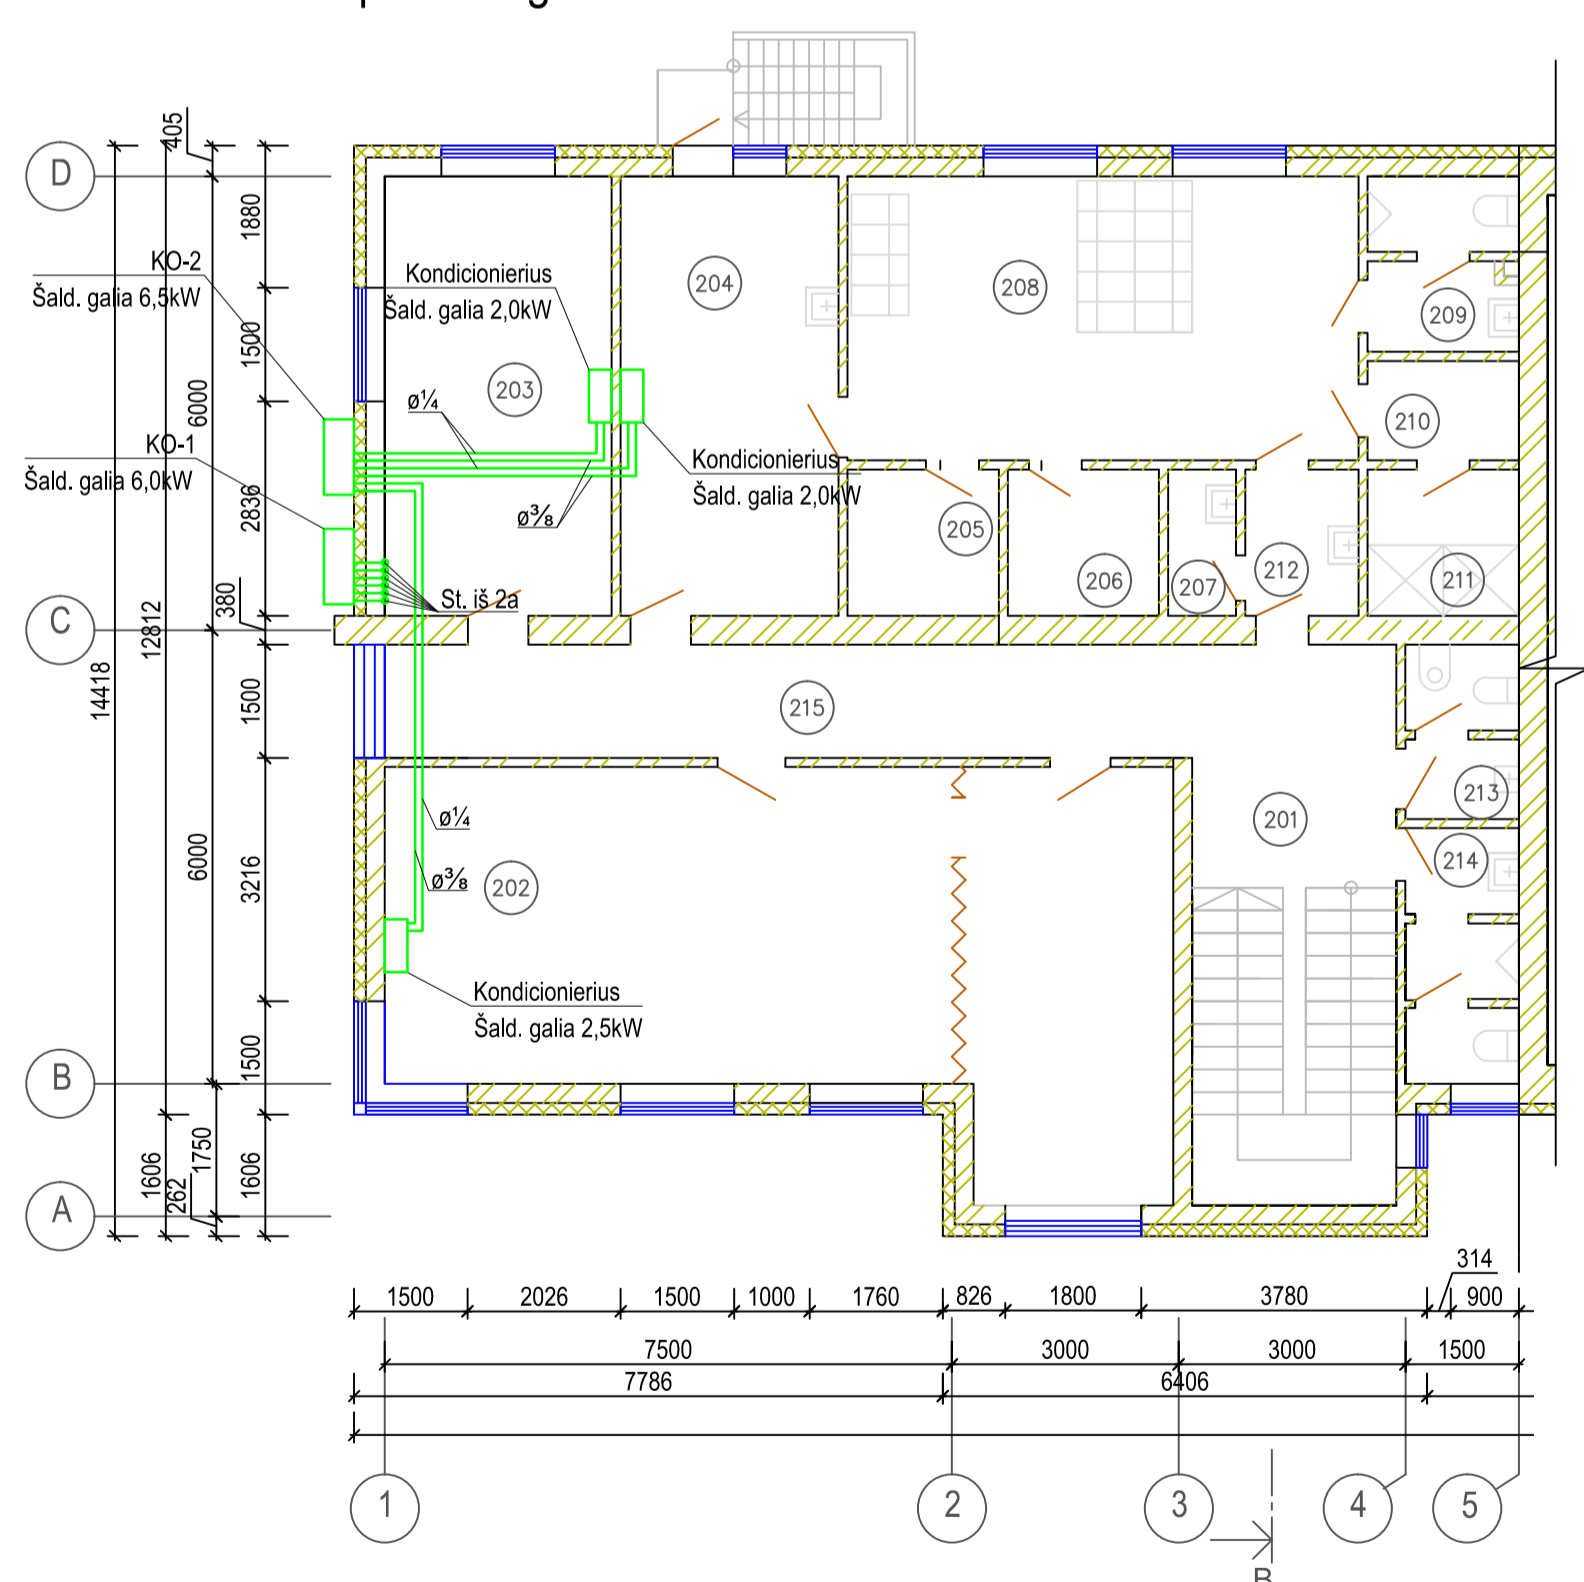 405
D
1880
KO-2
Šald. galia 6,5kW
Kondicionierius
Šald. galia 2,0kW
204
208
209
1500
6000
203
ø¼
210
KO-1
Šald. galia 6,0kW
Kondicionierius
Šald. galia 2,0kW
2836
ø⅜
205
206
207
212
211
380
St. iš 2a
C
12812
14418
1500
215
213
201
ø¼
214
6000
3216
ø⅜
202
Kondicionierius
Šald. galia 2,5kW
1500
B
1750
1606
262
1606
A
314
1500
2026
1500
1000
1760
826
1800
3780
900
7500
3000
3000
1500
7786
6406
1
2
3
4
5
B